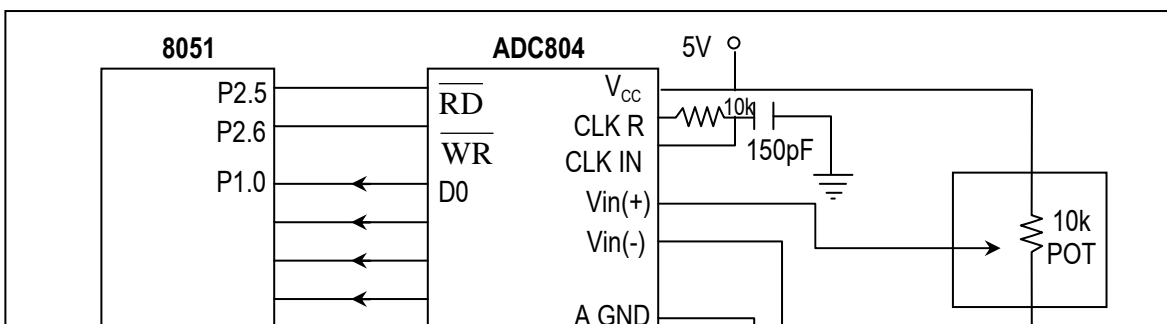 8051
ADC804
5V
P2.5
RD
V_CC
10k
P2.6
CLK R
WR
150pF
CLK IN
P1.0
D0
Vin(+)
10k
Vin(-)
POT
A GND